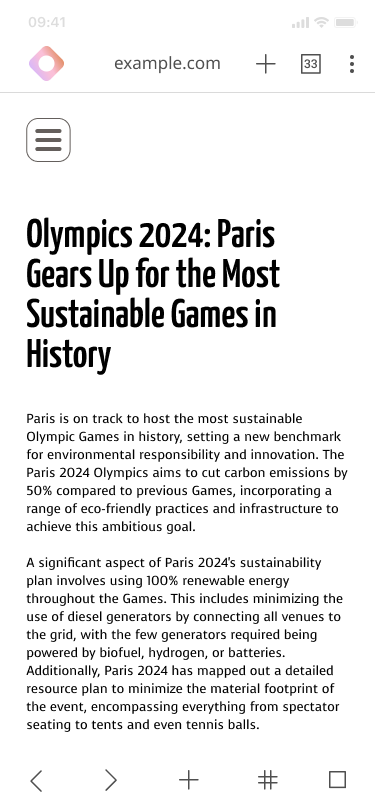 09:41
example.com
33
Olympics 2024: Paris
Gears Up for the Most
Sustainable Games in
History
Paris is on track to host the most sustainable
Olympic Games in history, setting a new benchmark
for environmental responsibility and innovation. The
Paris 2024 Olympics aims to cut carbon emissions by
50% compared to previous Games, incorporating a
range of eco-friendly practices and infrastructure to
achieve this ambitious goal.
A significant aspect of Paris 2024's sustainability
plan involves using 100% renewable energy
throughout the Games. This includes minimizing the
use of diesel generators by connecting all venues to
the grid, with the few generators required being
powered by biofuel, hydrogen, or batteries.
Additionally, Paris 2024 has mapped out a detailed
resource plan to minimize the material footprint of
the event, encompassing everything from spectator
seating to tents and even tennis balls.